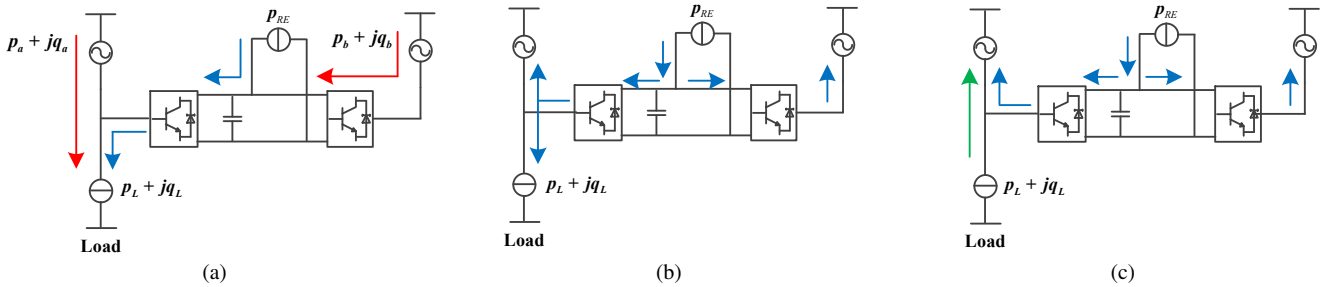 p_a + jq_a
p_RE
p_b + jq_b
p_L + jq_L
Load
(a)
p_RE
p_L + jq_L
Load
(b)
p_RE
p_L + jq_L
Load
(c)